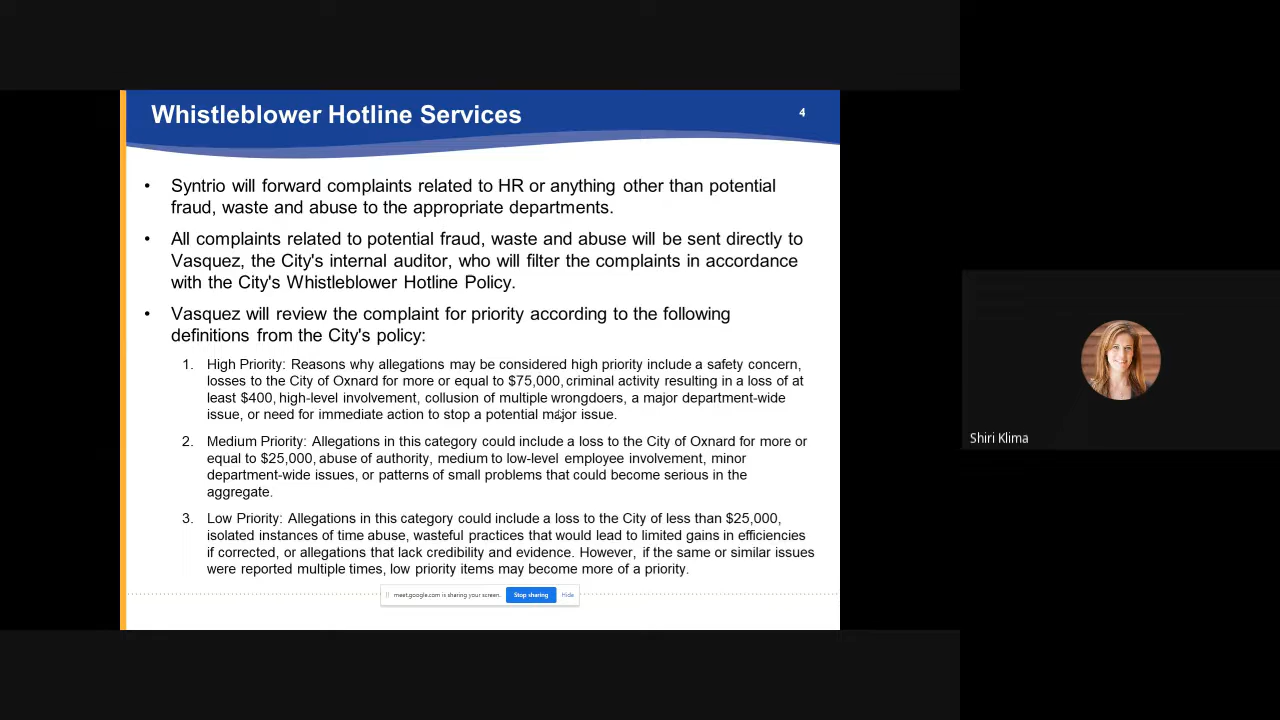 Whistleblower Hotline Services
4
• Syntrio will forward complaints related to HR or anything other than potential
fraud, waste and abuse to the appropriate departments.
• All complaints related to potential fraud, waste and abuse will be sent directly to
Vasquez, the City's internal auditor, who will filter the complaints in accordance
with the City's Whistleblower Hotline Policy.
• Vasquez will review the complaint for priority according to the following
definitions from the City's policy:
1. High Priority: Reasons why allegations may be considered high priority include a safety concern,
losses to the City of Oxnard for more or equal to $75,000, criminal activity resulting in a loss of at
least $400, high-level involvement, collusion of multiple wrongdoers, a major department-wide
issue, or need for immediate action to stop a potential major issue.
2. Medium Priority: Allegations in this category could include a loss to the City of Oxnard for more or
equal to $25,000, abuse of authority, medium to low-level employee involvement, minor
department-wide issues, or patterns of small problems that could become serious in the
aggregate.
3. Low Priority: Allegations in this category could include a loss to the City of less than $25,000,
isolated instances of time abuse, wasteful practices that would lead to limited gains in efficiencies
if corrected, or allegations that lack credibility and evidence. However, if the same or similar issues
were reported multiple times, low priority items may become more of a priority.
meet.google.com is sharing your screen. Stop sharing Hide
Shiri Klima